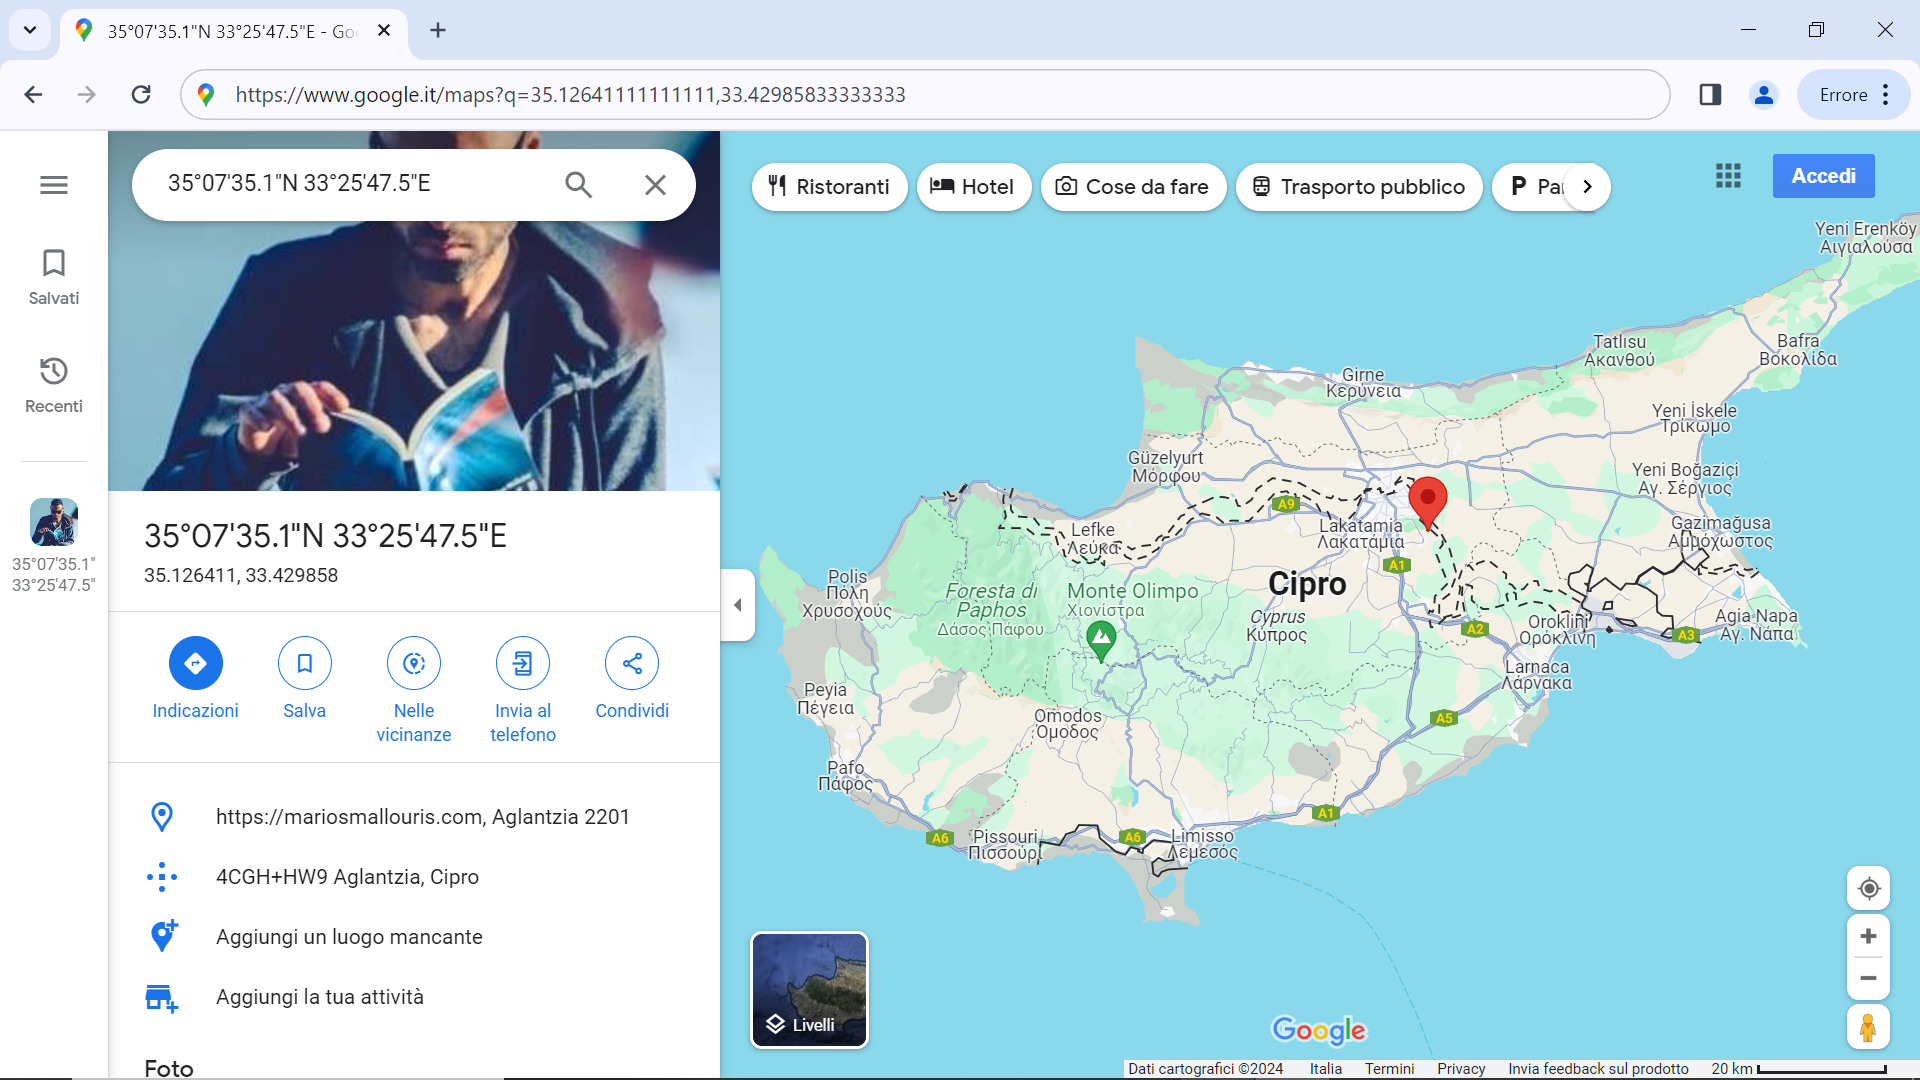 35°07'35.1"N 33°25'47.5"E - Goo
https://www.google.it/maps?q=35.12641111111111,33.42985833333333
Errore
35°07'35.1"N 33°25'47.5"E
Salvati
Recenti
35°07'35.1"
33°25'47.5"
35°07'35.1"N 33°25'47.5"E
35.126411, 33.429858
Indicazioni
Salva
Nelle
vicinanze
Invia al
telefono
Condividi
https://mariosmallouris.com, Aglantzia 2201
4CGH+HW9 Aglantzia, Cipro
Aggiungi un luogo mancante
Aggiungi la tua attività
Foto
Ristoranti
Hotel
Cose da fare
Trasporto pubblico
P Par
Accedi
Yeni Erenköy
Αιγιαλούσα
Tatlısu
Ακανθού
Bafra
Βοκολίδα
Girne
Κερύνεια
Yeni İskele
Τρίκωμο
Güzelyurt
Μόρφου
Yeni Boğaziçi
Αγ. Σέργιος
A9
Lakatamia
Λακατάμια
Lefke
Λεύκα
Gazimağusa
Αμμόχωστος
A1
Cipro
Cyprus
Κύπρος
Polis
Πόλη
Χρυσοχούς
Foresta di
Paphos
Δάσος Πάφου
Monte Olimpo
Χιονίστρα
A2
Oroklini
Ορόκλινη
A3
Agia Napa
Αγ. Νάπα
Larnaca
Λάρνακα
Peyia
Πέγεια
Omodos
Όμοδος
A5
Pafo
Πάφος
A1
A6
Pissouri
Πισσούρι
A6
Limisso
Λεμεσός
Livelli
Google
Dati cartografici ©2024
Italia
Termini
Privacy
Invia feedback sul prodotto
20 km